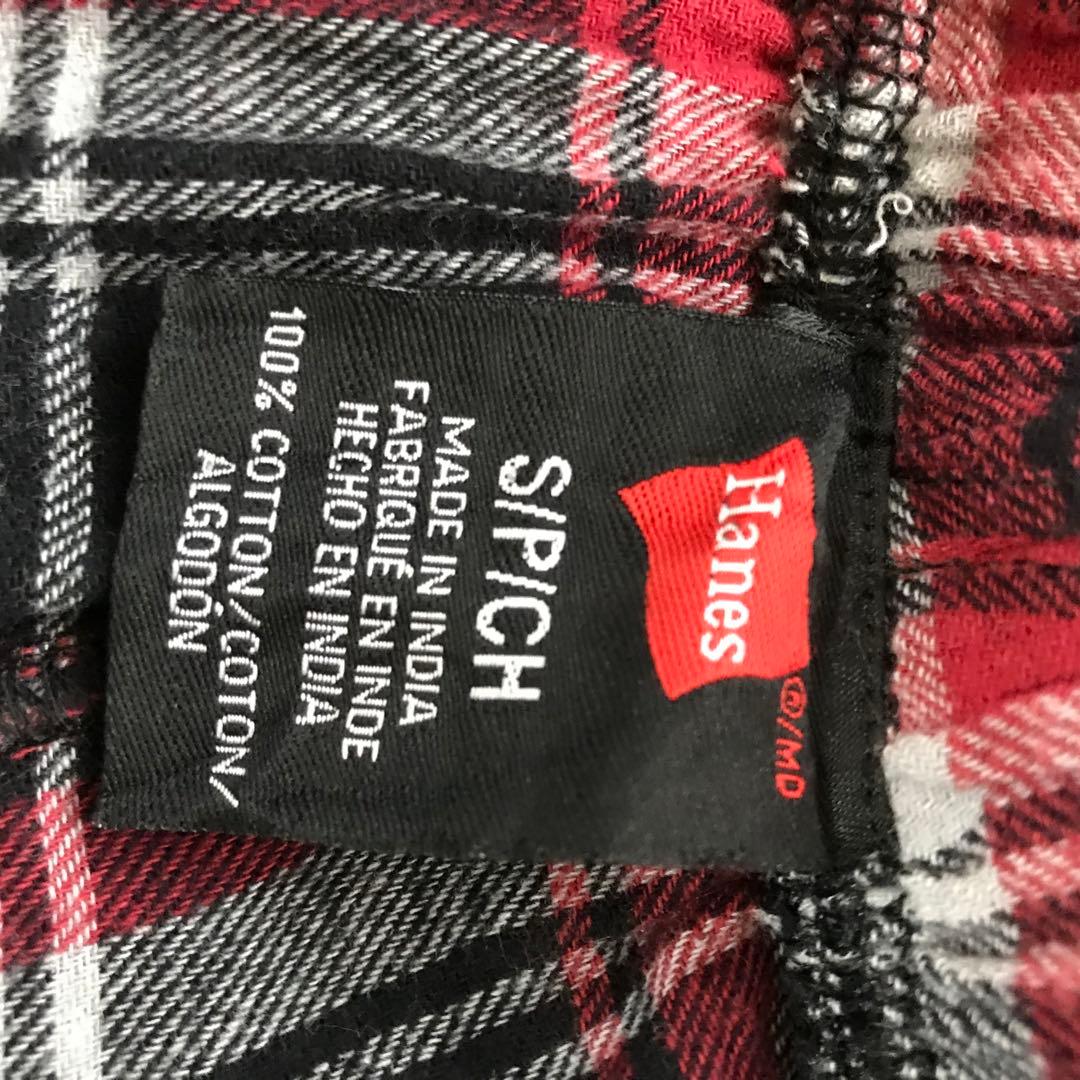 Hanes
®/MD
S/P/CH
MADE IN INDIA
FABRIQUÉ EN INDE
HECHO EN INDIA
100% COTTON/COTON/
ALGODÓN